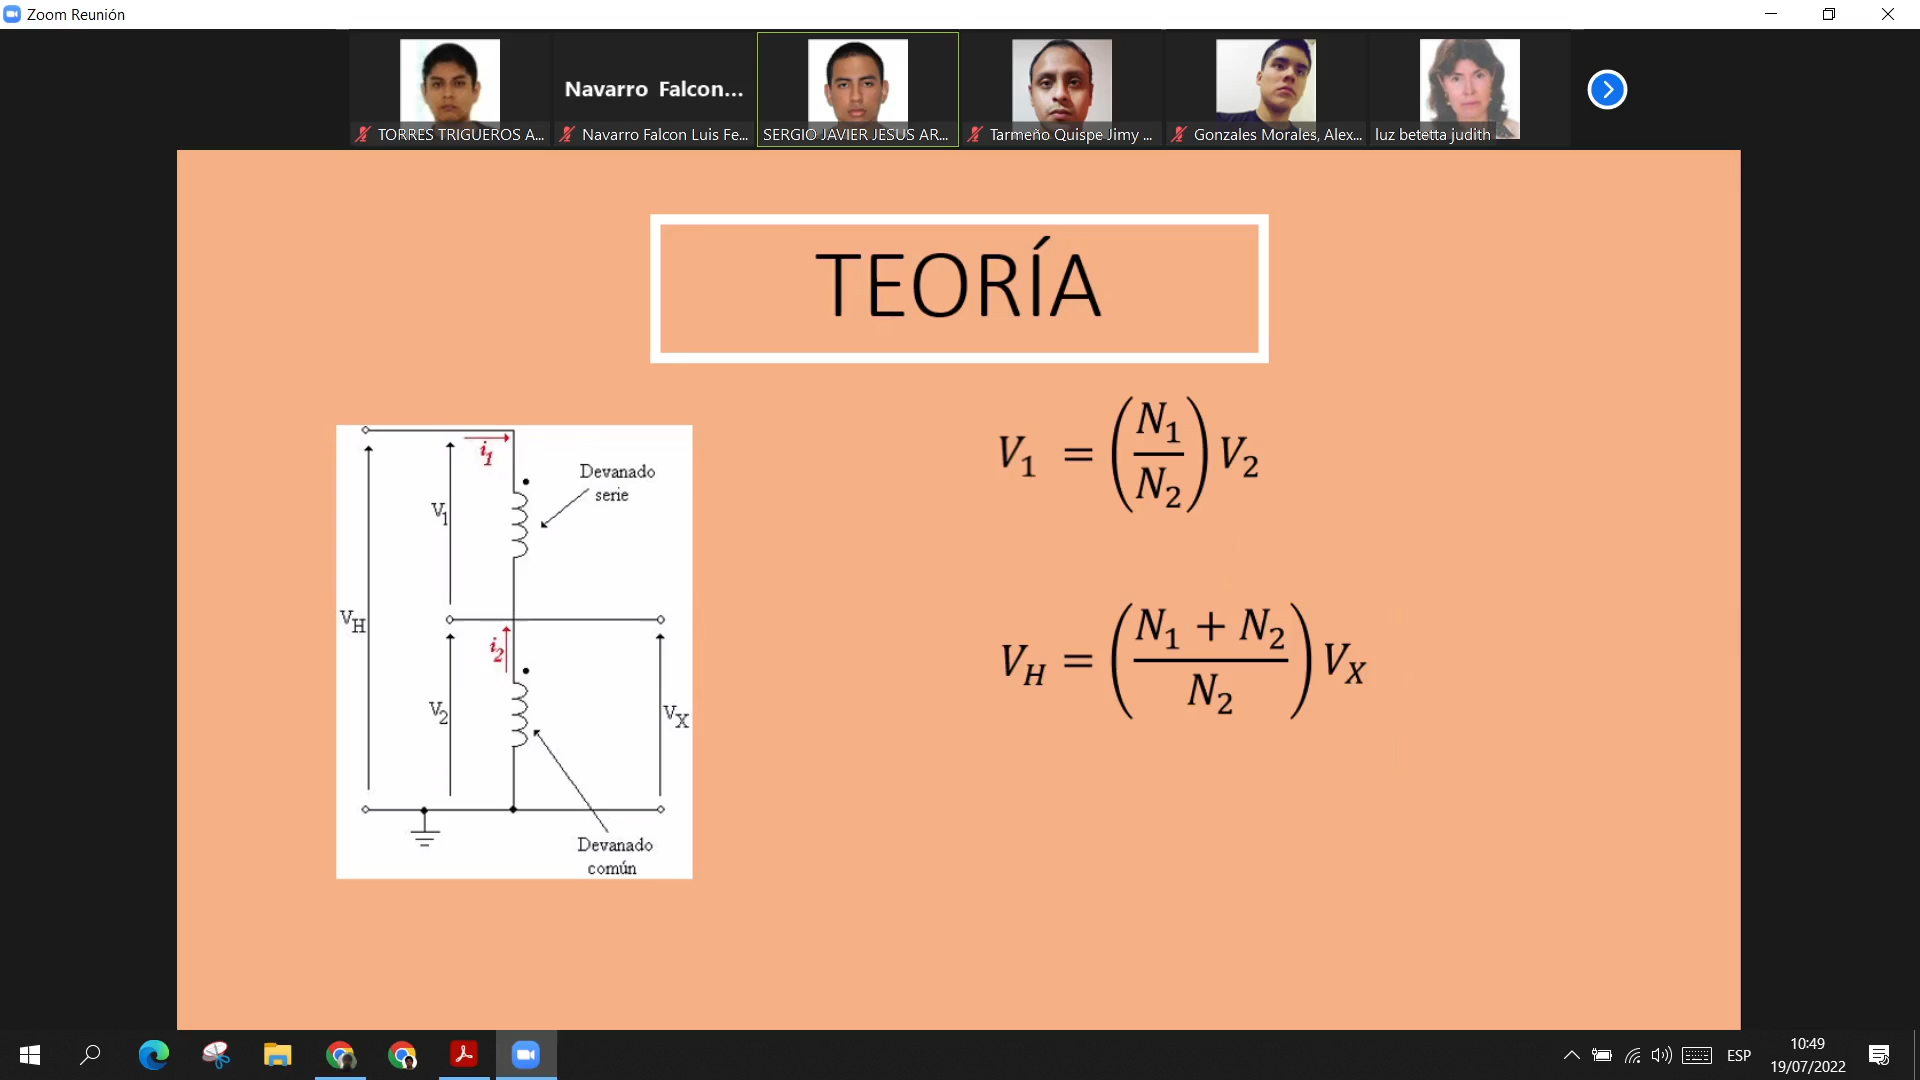 Zoom Reunión
Navarro Falcon...
TORRES TRIGUEROS A...
Navarro Falcon Luis Fe...
SERGIO JAVIER JESUS AR...
Tarmeño Quispe Jimy ...
Gonzales Morales, Alex...
luz betetta judith
TEORÍA
i1
Devanado
serie
V1
VH
i2
V2
VX
Devanado
común
V1 = (N1/N2) V2
VH = ((N1 + N2)/N2) VX
ESP
10:49
19/07/2022